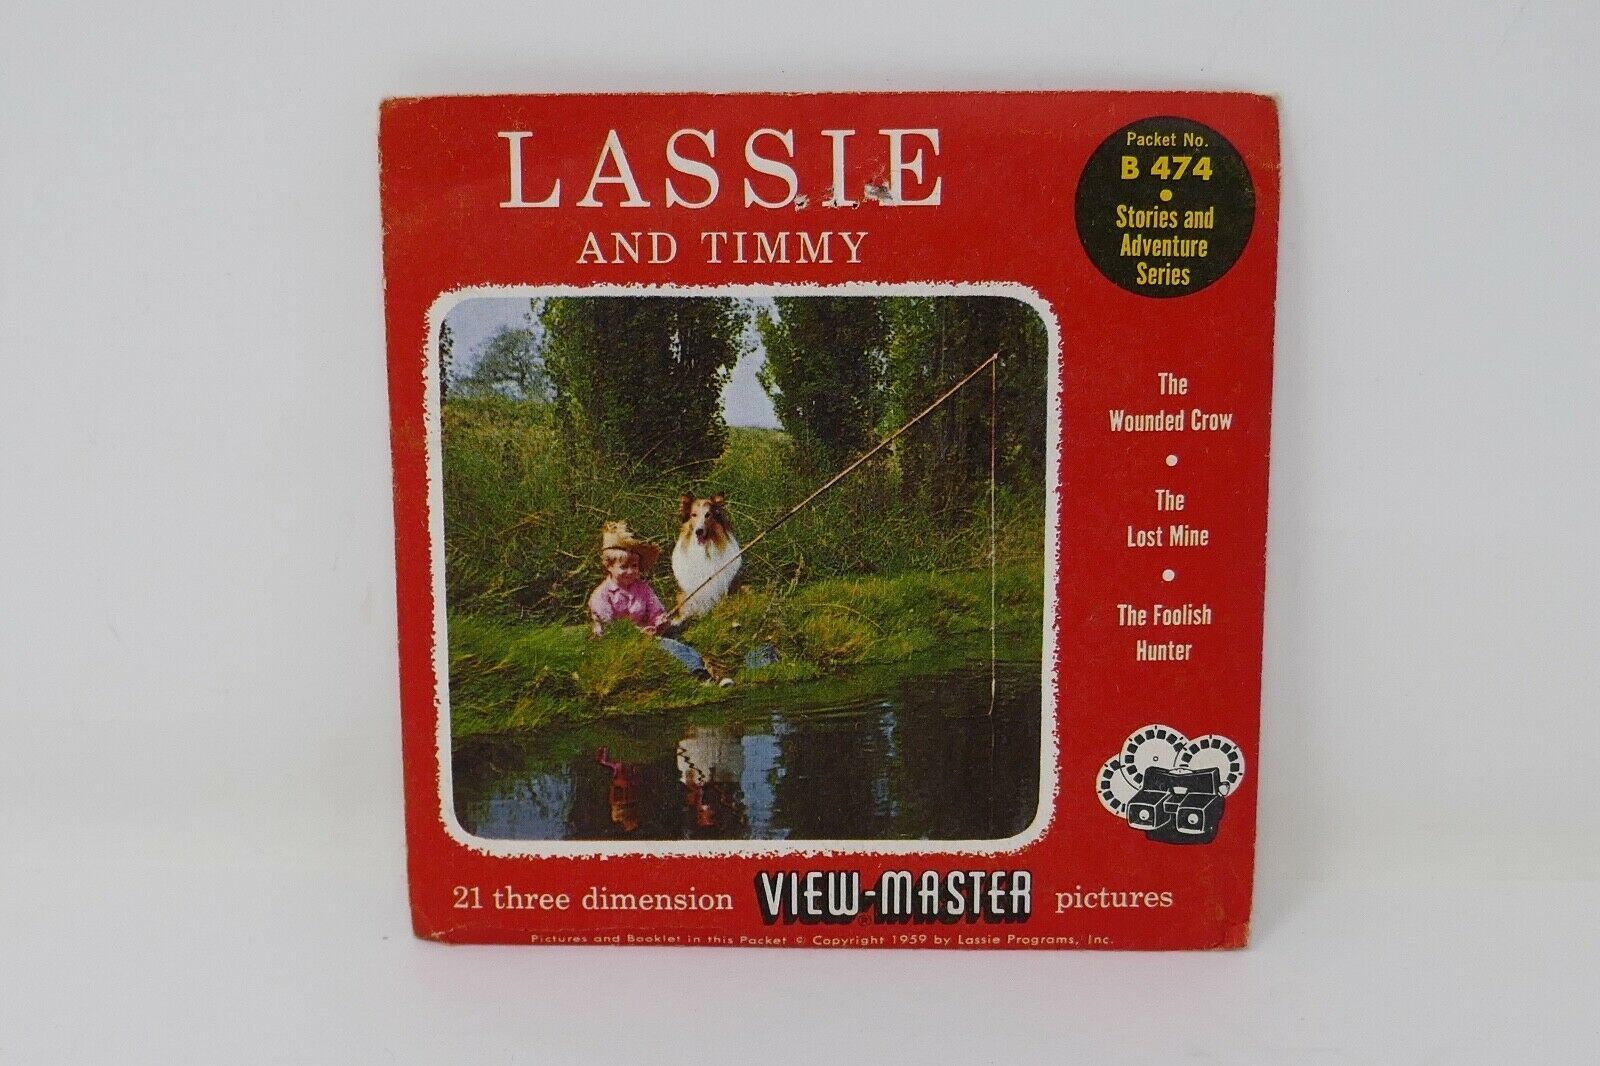 LASSIE
AND TIMMY
Packet No.
B 474
•
Stories and
Adventure
Series
The
Wounded Crow
•
The
Lost Mine
•
The Foolish
Hunter
21 three dimension VIEW-MASTER® pictures
Pictures and Booklet in this Packet © Copyright 1959 by Lassie Programs, Inc.